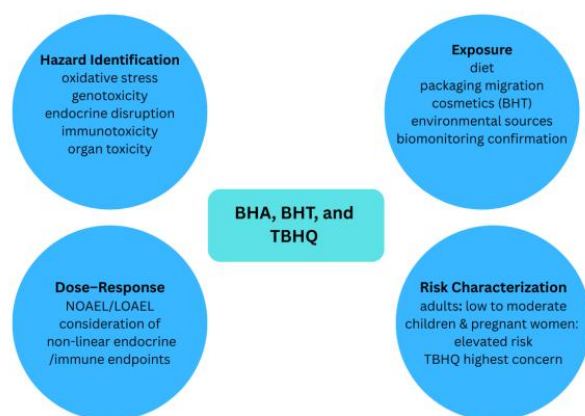 Hazard Identification
oxidative stress
genotoxicity
endocrine disruption
immunotoxicity
organ toxicity
Exposure
diet
packaging migration
cosmetics (BHT)
environmental sources
biomonitoring confirmation
BHA, BHT, and
TBHQ
Dose–Response
NOAEL/LOAEL
consideration of
non-linear endocrine
/immune endpoints
Risk Characterization
adults: low to moderate
children & pregnant women:
elevated risk
TBHQ highest concern